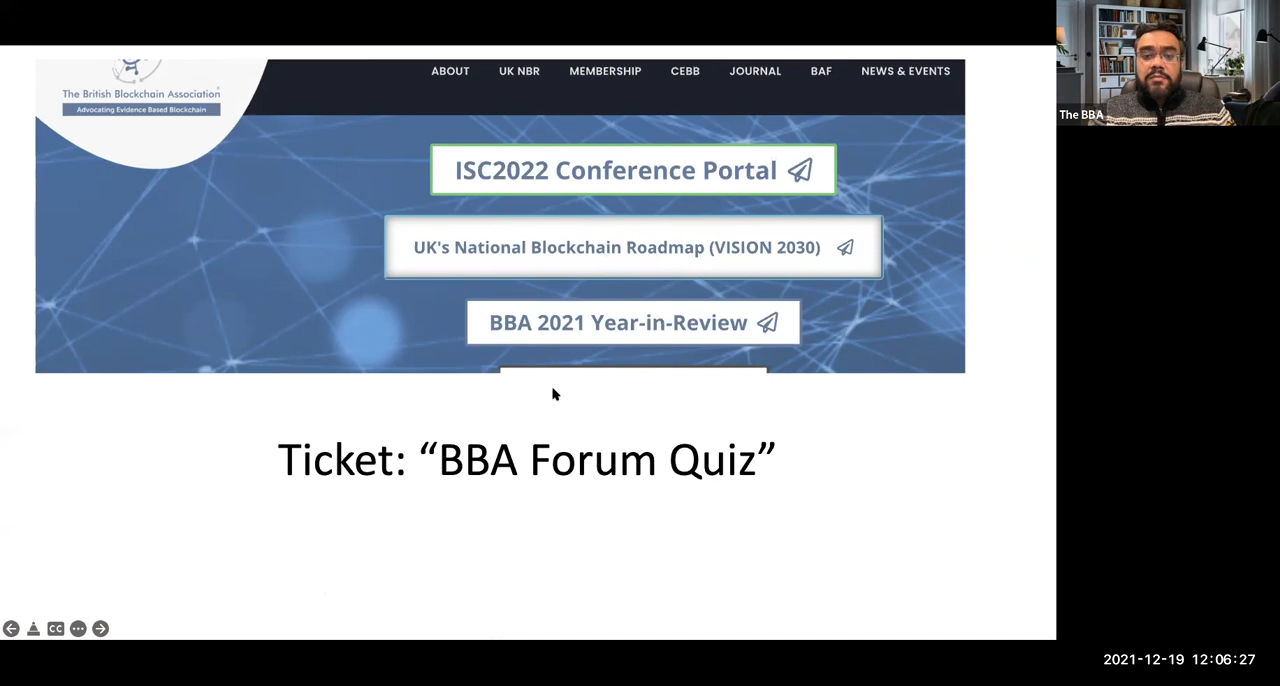 The British Blockchain Association
Advocating Evidence Based Blockchain
ABOUT UK NBR MEMBERSHIP CEBB JOURNAL BAF NEWS & EVENTS
The BBA
ISC2022 Conference Portal
UK's National Blockchain Roadmap (VISION 2030)
BBA 2021 Year-in-Review
Ticket: “BBA Forum Quiz”
CC
2021-12-19 12:06:27